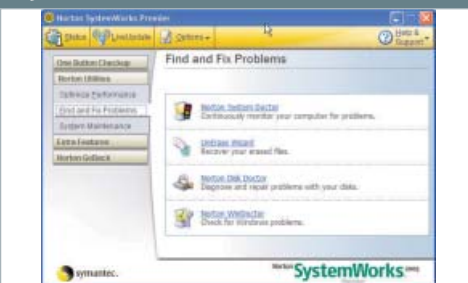 Norton SystemWorks Premier
Status LiveUpdate Options Help & Support
One Button Checkup
Norton Utilities
Optimize Performance
Find and Fix Problems
System Maintenance
Extra Features
Norton GoBack
Find and Fix Problems
Norton System Doctor
Continuously monitor your computer for problems.
UnErase Wizard
Recover your erased files.
Norton Disk Doctor
Diagnose and repair problems with your disks.
Norton WinDoctor
Check for Windows problems.
symantec.
Norton SystemWorks